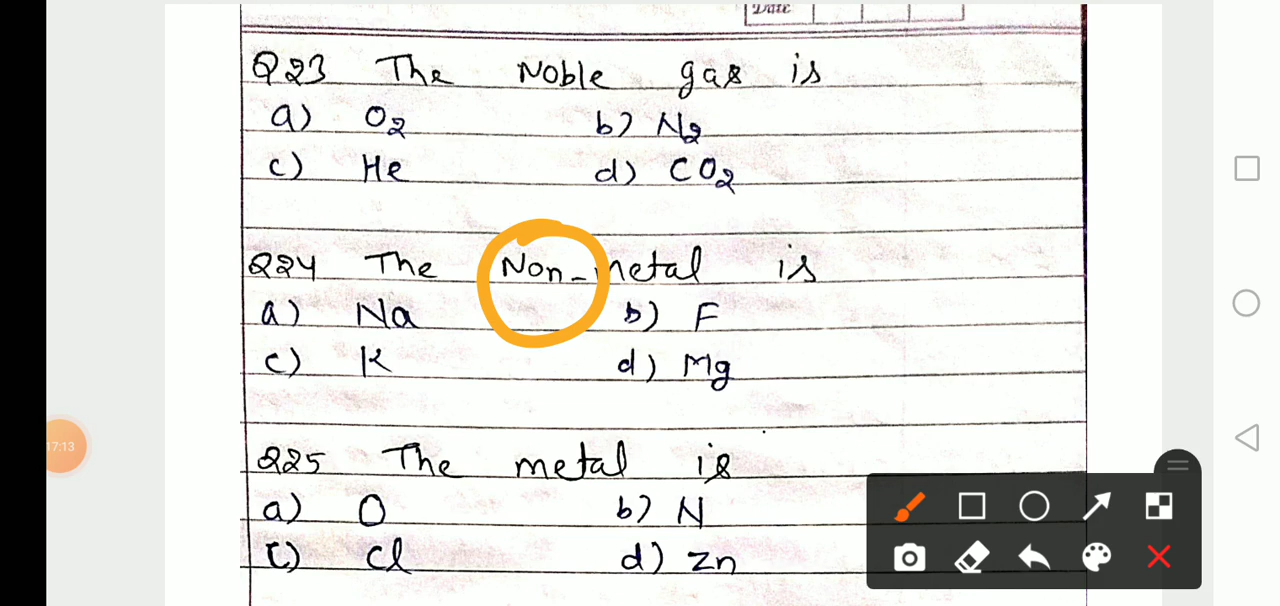 Date
Q23 The Noble gas is
a) O2 b) N2
c) He d) CO2
Q24 The Non-metal is
a) Na b) F
c) K d) Mg
Q25 The metal is
a) O b) N
c) Cl d) Zn
17:13